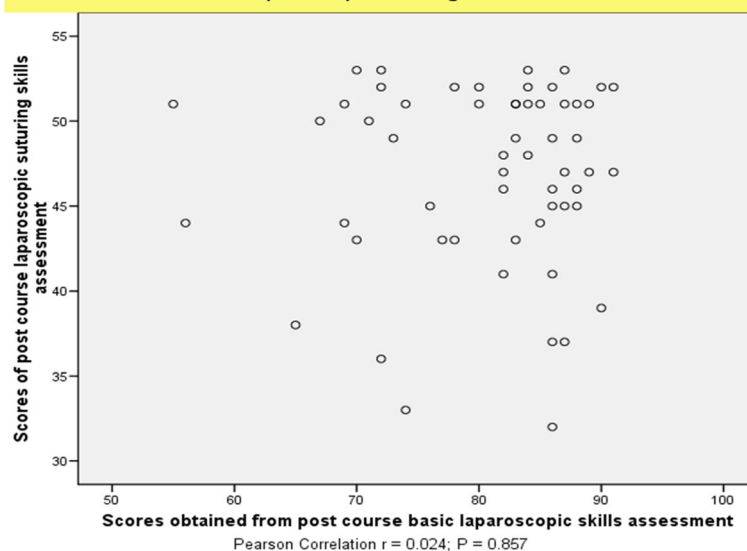 55
50
45
40
35
30
Scores of post course laparoscopic suturing skills
assessment
50 60 70 80 90 100
Scores obtained from post course basic laparoscopic skills assessment
Pearson Correlation r = 0.024; P = 0.857